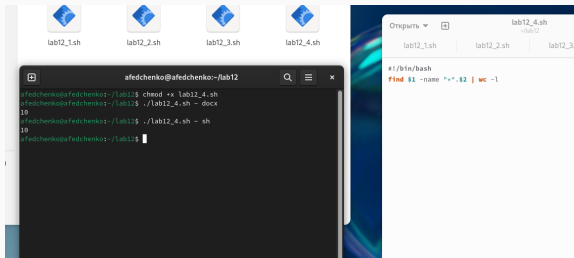 lab12_1.sh
lab12_2.sh
lab12_3.sh
lab12_4.sh
afedchenko@afedchenko:~/lab12
afedchenko@afedchenko:~/lab12$ chmod +x lab12_4.sh
afedchenko@afedchenko:~/lab12$ ./lab12_4.sh ~ docx
10
afedchenko@afedchenko:~/lab12$ ./lab12_4.sh ~ sh
10
afedchenko@afedchenko:~/lab12$
Открыть
lab12_4.sh
~/lab12
lab12_1.sh
lab12_2.sh
lab12_3
#!/bin/bash
find $1 -name "*".$2 | wc -l